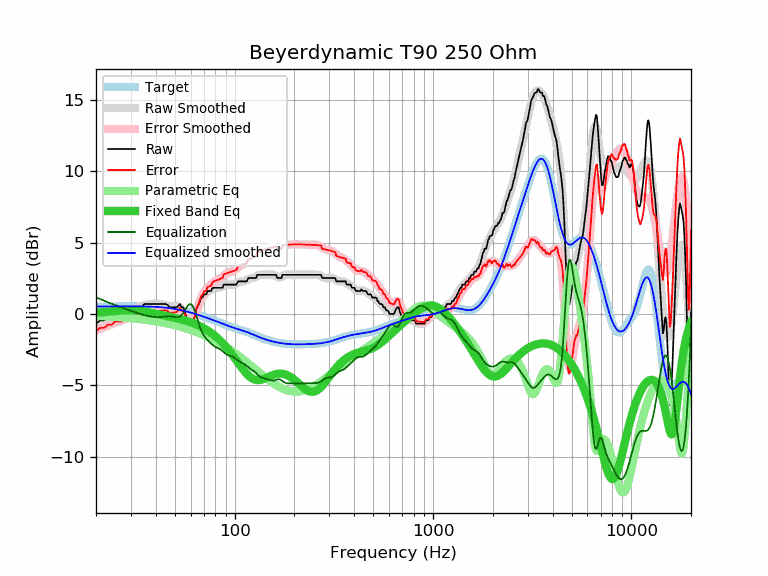 Beyerdynamic T90 250 Ohm
Target
Raw Smoothed
Error Smoothed
Raw
Error
Parametric Eq
Fixed Band Eq
Equalization
Equalized smoothed
Amplitude (dBr)
15
10
5
0
−5
−10
100
1000
10000
Frequency (Hz)